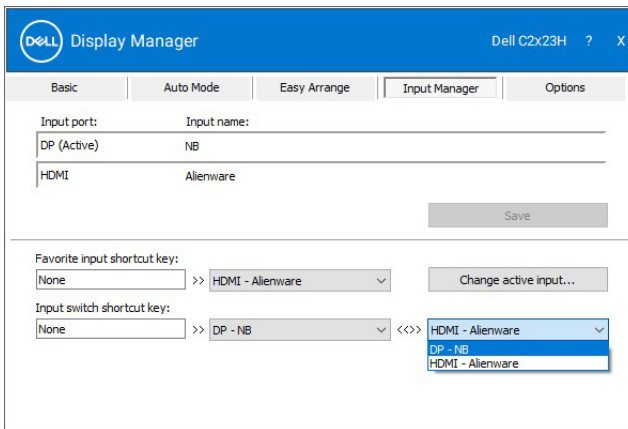 DELL Display Manager Dell C2x23H ? X
Basic Auto Mode Easy Arrange Input Manager Options
Input port: Input name:
DP (Active) NB
HDMI Alienware
Save
Favorite input shortcut key:
None >> HDMI - Alienware Change active input...
Input switch shortcut key:
None >> DP - NB <<>> HDMI - Alienware
DP - NB
HDMI - Alienware